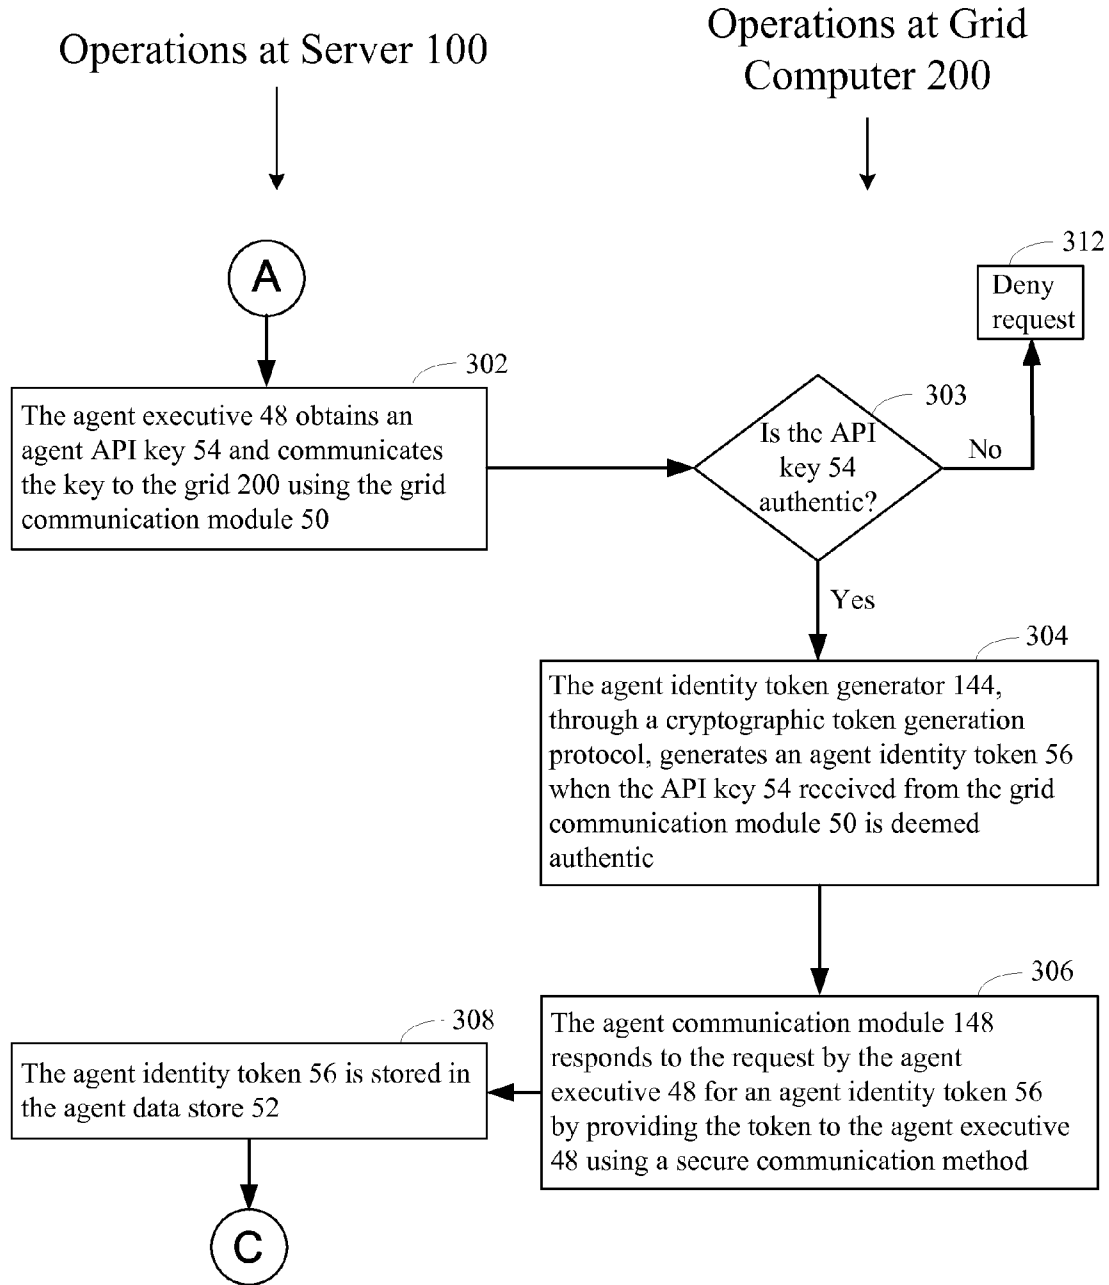 Operations at Server 100
Operations at Grid
Computer 200
A
312
Deny
request
302
The agent executive 48 obtains an
agent API key 54 and communicates
the key to the grid 200 using the grid
communication module 50
303
Is the API
key 54
authentic?
No
Yes
304
The agent identity token generator 144,
through a cryptographic token generation
protocol, generates an agent identity token 56
when the API key 54 received from the grid
communication module 50 is deemed
authentic
306
The agent communication module 148
responds to the request by the agent
executive 48 for an agent identity token 56
by providing the token to the agent executive
48 using a secure communication method
308
The agent identity token 56 is stored in
the agent data store 52
C